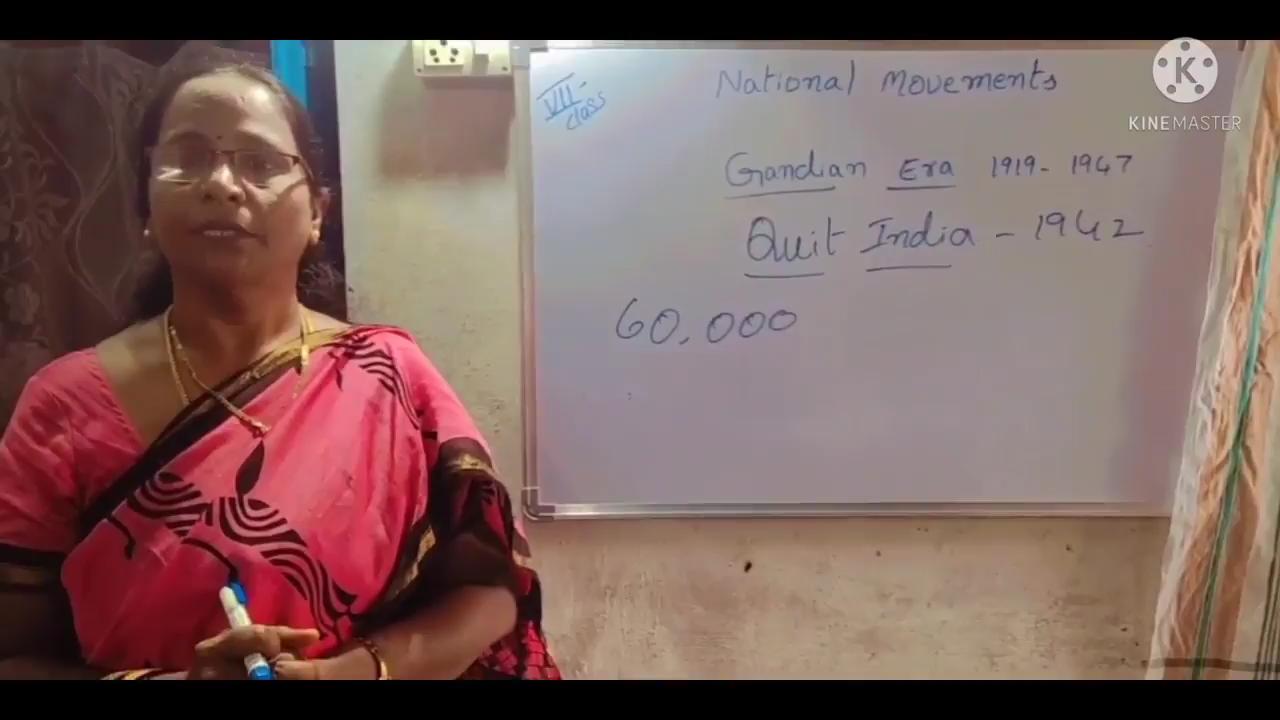 VII-
class
National Movements
Gandian Era 1919- 1947
Quit India - 1942
60,000
K
KINEMASTER